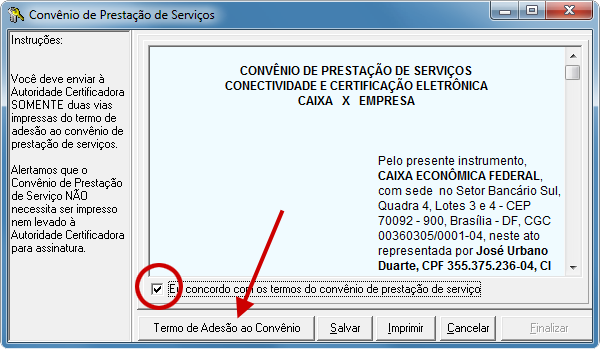 Convênio de Prestação de Serviços
Instruções:
Você deve enviar à
Autoridade Certificadora
SOMENTE duas vias
impressas do termo de
adesão ao convênio de
prestação de serviços.
Alertamos que o
Convênio de Prestação
de Serviço NÃO
necessita ser impresso
nem levado à
Autoridade Certificadora
para assinatura.
CONVÊNIO DE PRESTAÇÃO DE SERVIÇOS
CONECTIVIDADE E CERTIFICAÇÃO ELETRÔNICA
CAIXA X EMPRESA
Pelo presente instrumento,
CAIXA ECONÔMICA FEDERAL,
com sede no Setor Bancário Sul,
Quadra 4, Lotes 3 e 4 - CEP
70092 - 900, Brasília - DF, CGC
00360305/0001-04, neste ato
representada por José Urbano
Duarte, CPF 355.375.236-04, CI
Eu concordo com os termos do convênio de prestação de serviço
Termo de Adesão ao Convênio
Salvar
Imprimir
Cancelar
Finalizar